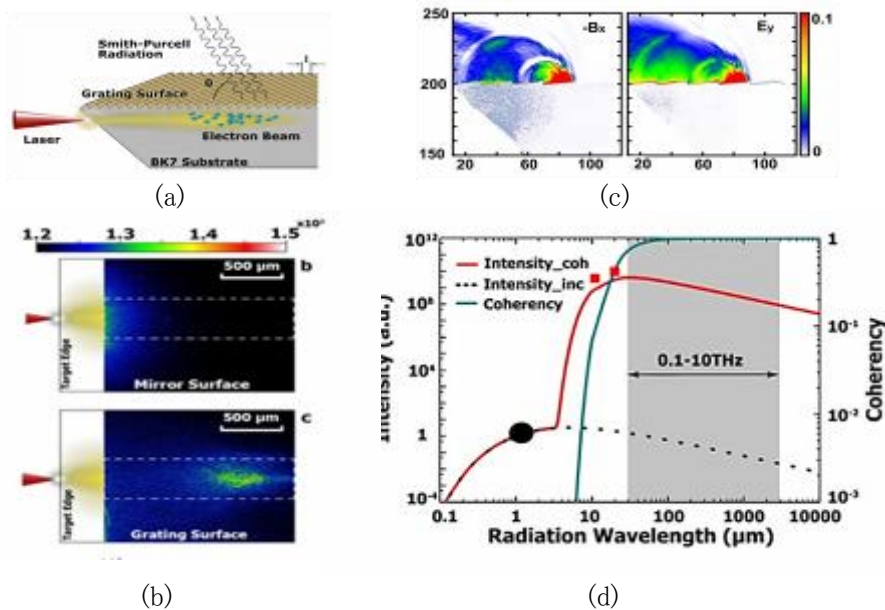 Smith-Purcell
Radiation
l
Grating Surface
θ
Laser
Electron Beam
BK7 Substrate
(a)
-Bx
Ey
250
200
150
20 60 100
20 60 100
0.1
0
(c)
1.2 1.3 1.4 1.5
b
500 µm
Target Edge
Mirror Surface
c
500 µm
Target Edge
Grating Surface
(b)
Intensity (a.u.)
10¹²
10⁸
10⁴
1
10⁻⁴
Intensity_coh
Intensity_inc
Coherency
0.1-10THz
1
10⁻¹
10⁻²
10⁻³
Coherency
0.1 1 10 100 1000 10000
Radiation Wavelength (µm)
(d)